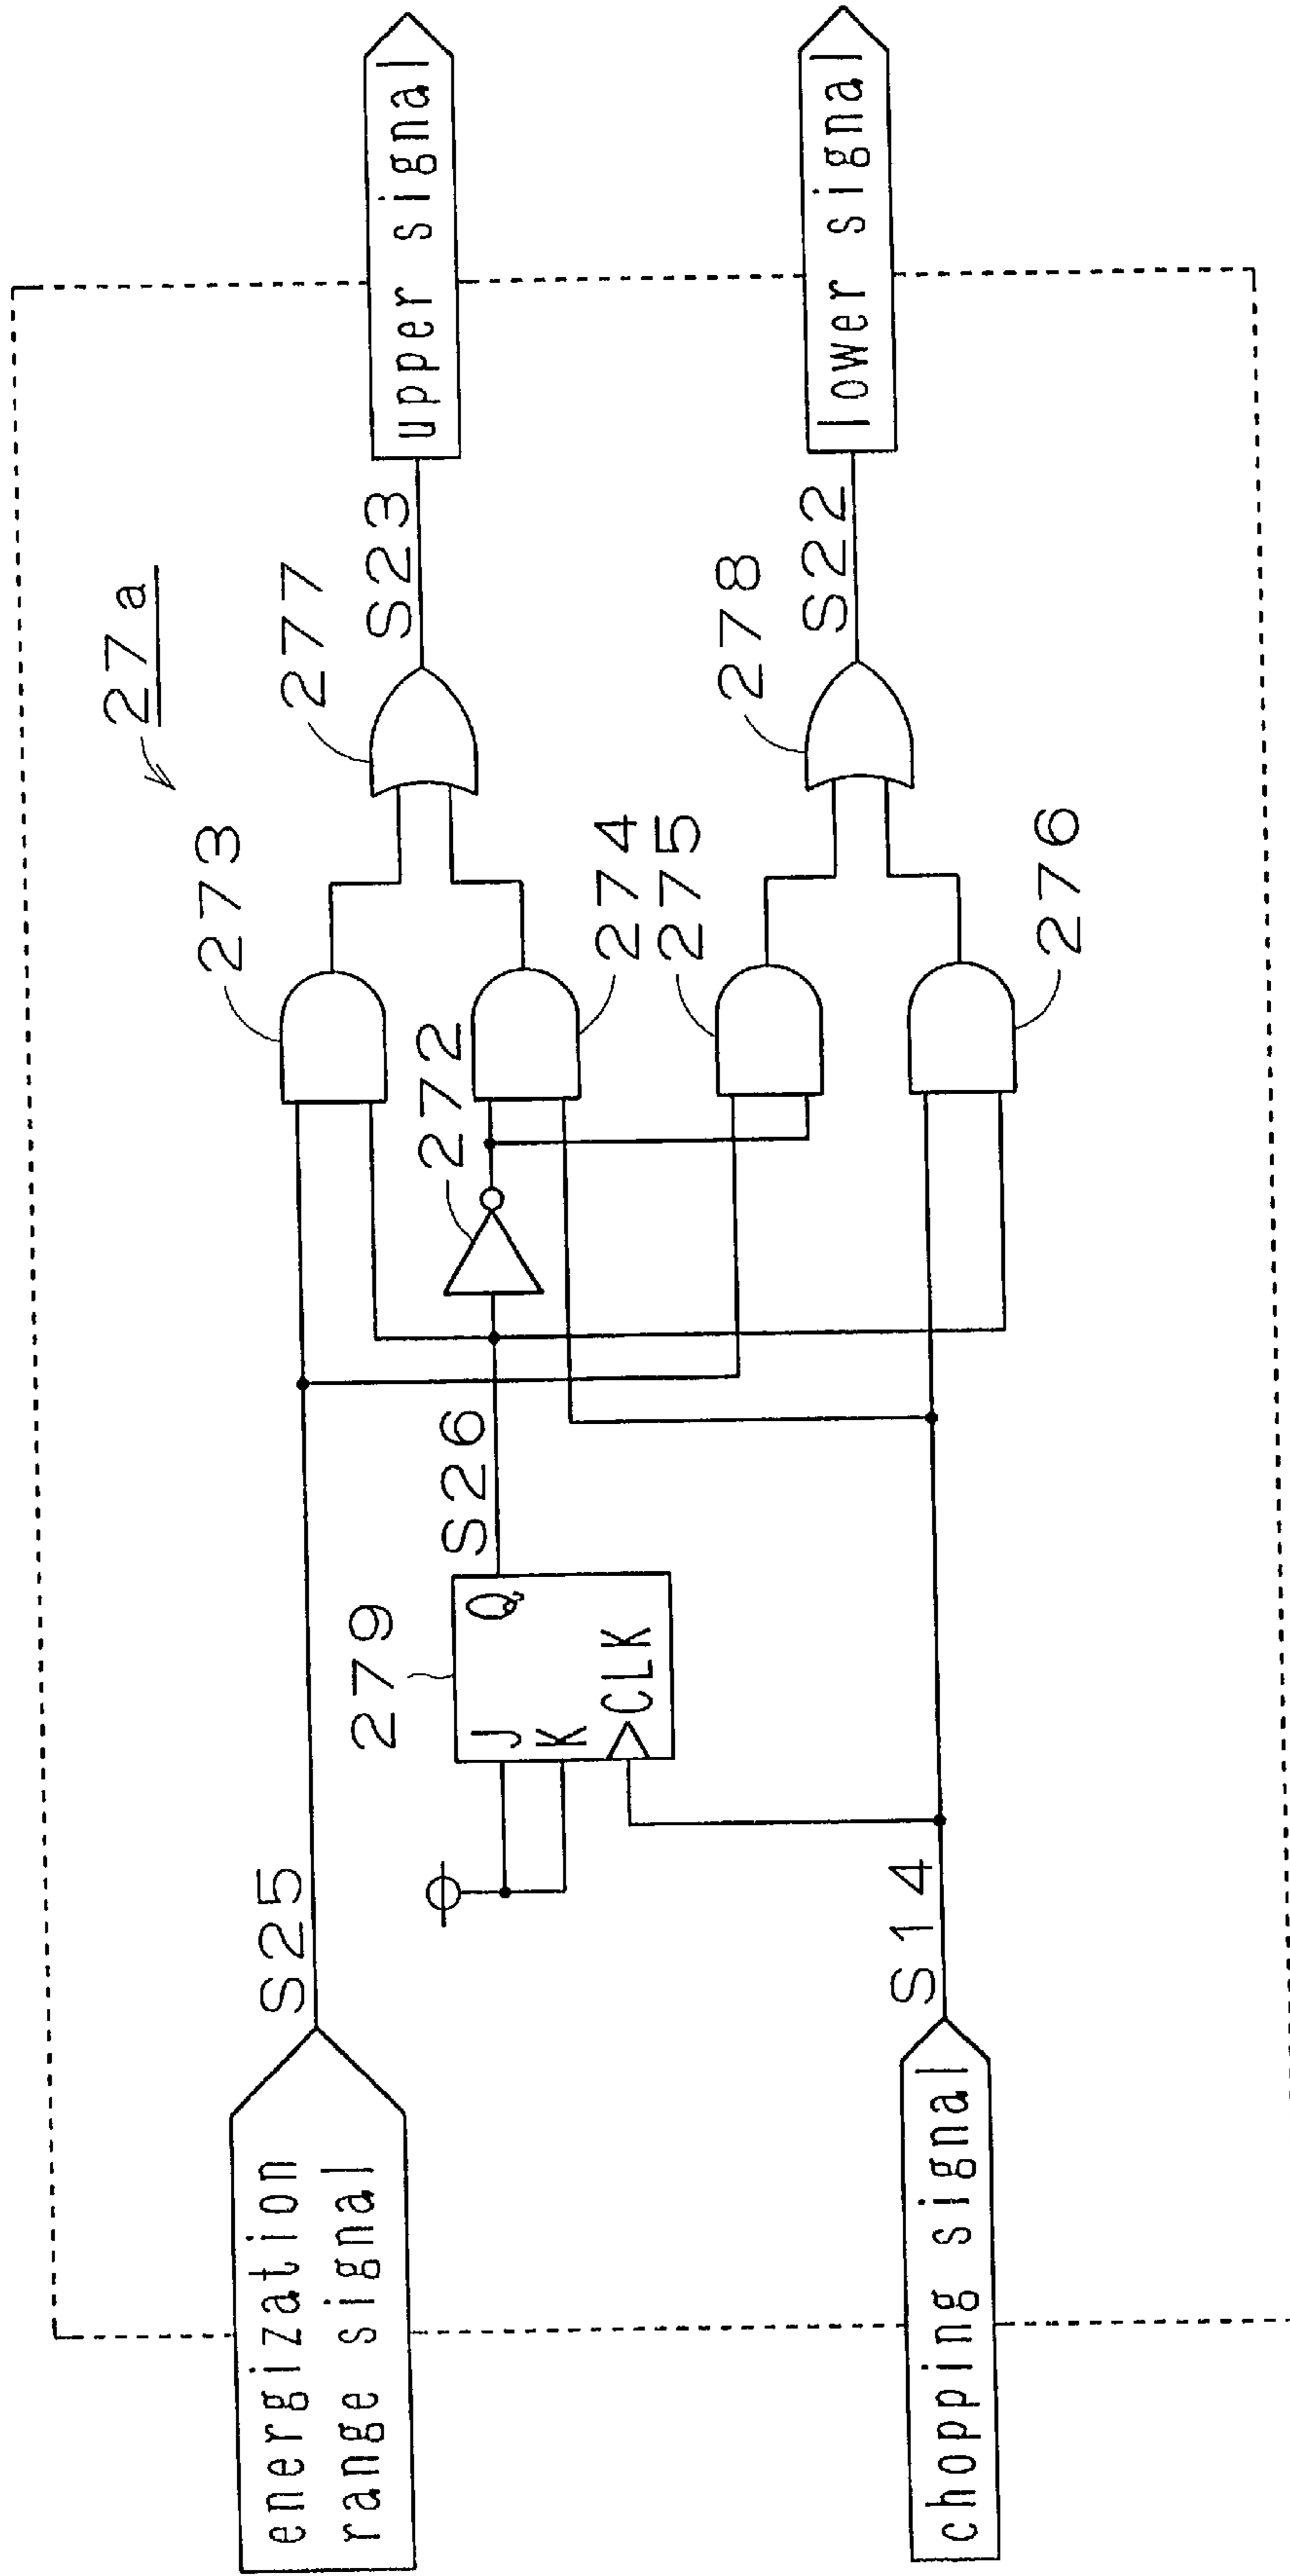 27a
energization
range signal
S25
273
277
S23
upper signal
279
J
K
Q
CLK
S26
272
274
275
278
S22
lower signal
276
chopping signal
S14